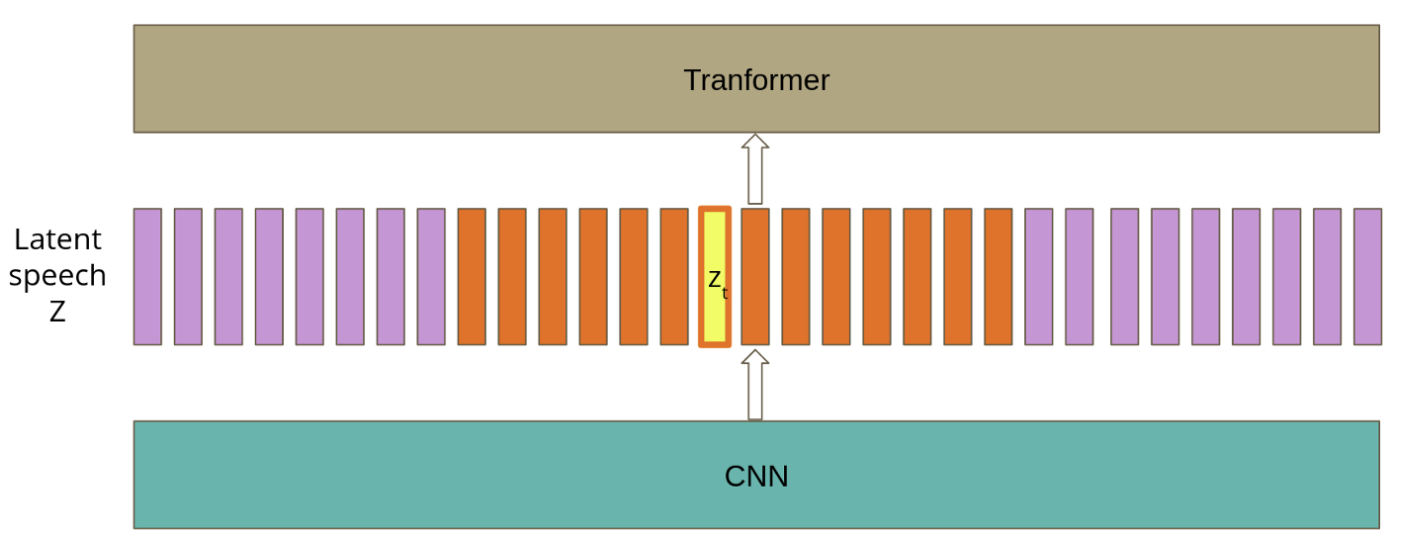 Tranformer
Latent
speech
Z
Zt
CNN